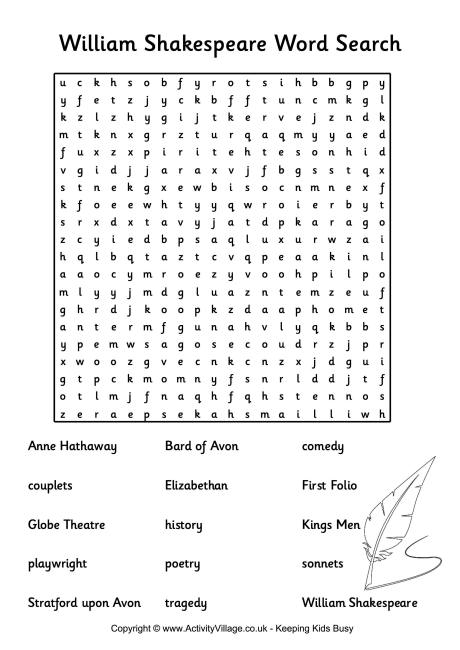 William Shakespeare Word Search
u c k h s o b f y r o t s i h b b g p y
y f e t z j y c k b f f t u n c m k g l
k z l z h y g i j t k e r v e j z n d k
m t k n x g r z t u r q a q m y y a e d
f u x z x p i r i t e h t e s o n h i d
v g i d j j a r a x v j f b g s s t q x
s t n e k g x e w b i s o c n m n e x f
k f o e e w h t y y q w r o i e r b y t
s r x d x t a v y j a t d p k a r a g o
z c y i e d b p s a q l u x u r w z a i
h q l b q t a z t c v q p e a a k i n l
a a o c y m r o e z y v o o h p i l p o
m l y y j m d g l u a z n t e m z e u f
g h r d j k o o p k z d a a p h o m e t
a n t e r m f g u n a h v l y q k b b s
y p e m w s a g o s e c o u d r z j p r
x w o o z g v e c n k c n z x j d g u i
g t p c k m o m n y f s n r l d d j t f
o t l m j f n a q h f q h s t e n n o s
z e r a e p s e k a h s m a i l l i w h
Anne Hathaway
Bard of Avon
comedy
couplets
Elizabethan
First Folio
Globe Theatre
history
Kings Men
playwright
poetry
sonnets
Stratford upon Avon
tragedy
William Shakespeare
Copyright © www.ActivityVillage.co.uk - Keeping Kids Busy